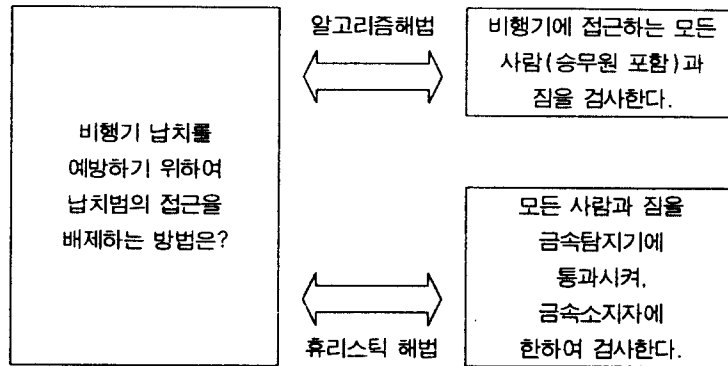 비행기 납치를
예방하기 위하여
납치범의 접근을
배제하는 방법은?
알고리즘해법
비행기에 접근하는 모든
사람(승무원 포함)과
짐을 검사한다.
휴리스틱 해법
모든 사람과 짐을
금속탐지기에
통과시켜,
금속소지자에
한하여 검사한다.